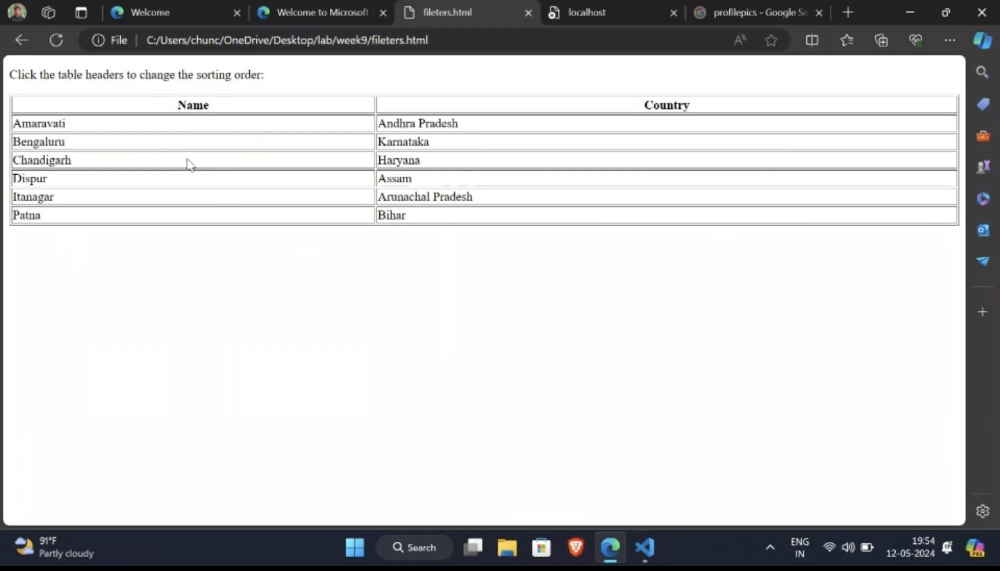 Welcome
Welcome to Microsoft
fileters.html
localhost
profilepics - Google Se
File
C:/Users/chunc/OneDrive/Desktop/lab/week9/fileters.html
Click the table headers to change the sorting order:
Name Country
Amaravati Andhra Pradesh
Bengaluru Karnataka
Chandigarh Haryana
Dispur Assam
Itanagar Arunachal Pradesh
Patna Bihar
91°F
Partly cloudy
Search
ENG
IN
19:54
12-05-2024
PRE